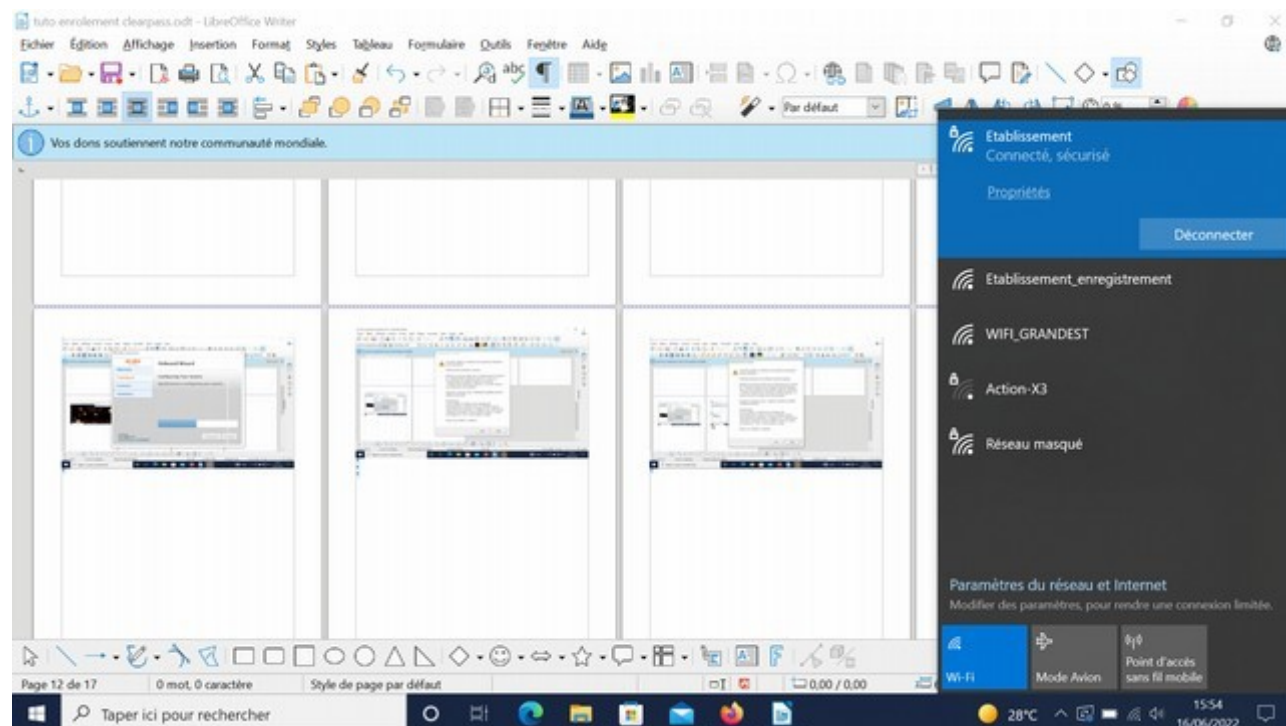 tuto enrolement clearpass.odt - LibreOffice Writer
Fichier Édition Affichage Insertion Format Styles Tableau Formulaire Outils Fenêtre Aide
Par défaut
Vos dons soutiennent notre communauté mondiale.
Etablissement
Connecté, sécurisé
Propriétés
Déconnecter
Etablissement_enregistrement
WIFI_GRANDEST
Action-X3
Réseau masqué
Paramètres du réseau et Internet
Modifier des paramètres, pour rendre une connexion limitée.
Wi-Fi
Mode Avion
Point d'accès
sans fil mobile
Page 12 de 17 0 mot, 0 caractère Style de page par défaut 0,00 / 0,00
Taper ici pour rechercher
28°C
15:54
16/06/2022